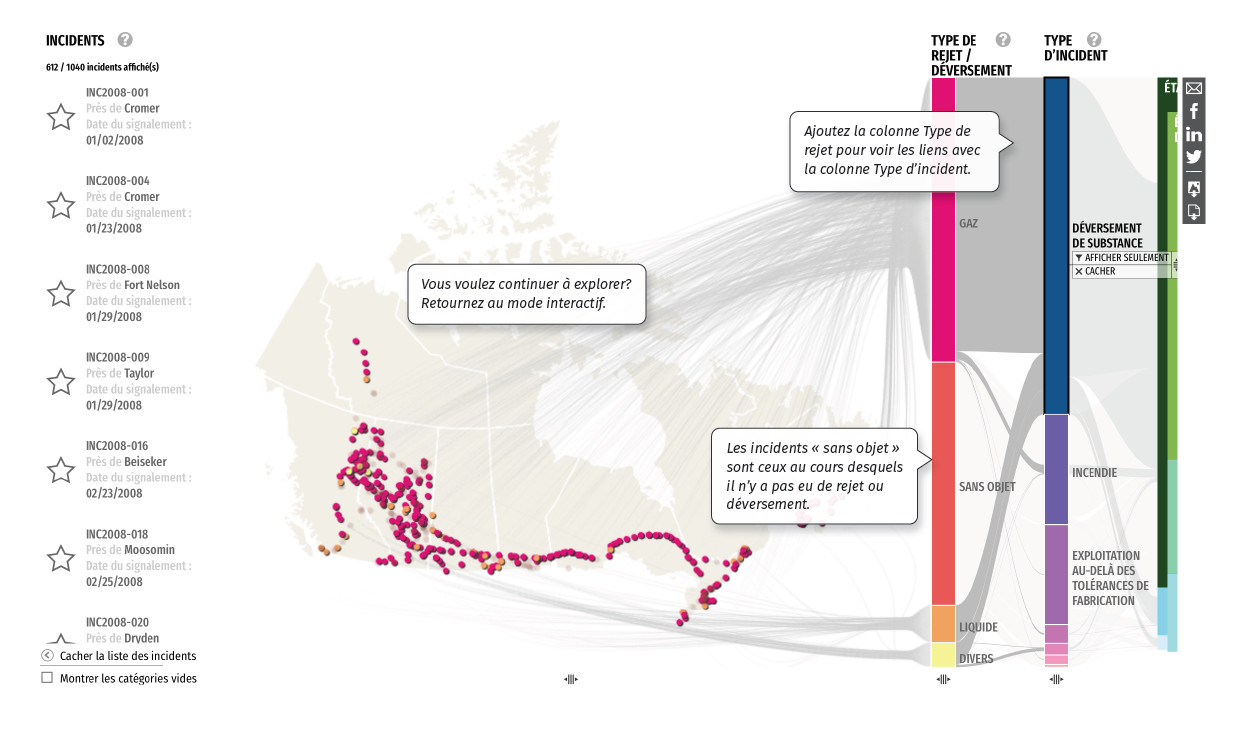 INCIDENTS ?
612 / 1040 incidents affiché(s)
INC2008-001
Près de Cromer
Date du signalement :
01/02/2008
INC2008-004
Près de Cromer
Date du signalement :
01/23/2008
INC2008-008
Près de Fort Nelson
Date du signalement :
01/29/2008
INC2008-009
Près de Taylor
Date du signalement :
01/29/2008
INC2008-016
Près de Beiseker
Date du signalement :
02/23/2008
INC2008-018
Près de Moosomin
Date du signalement :
02/25/2008
INC2008-020
Près de Dryden
Cacher la liste des incidents
Montrer les catégories vides
Vous voulez continuer à explorer?
Retournez au mode interactif.
TYPE DE ?
REJET /
DÉVERSEMENT
Ajoutez la colonne Type de
rejet pour voir les liens avec
la colonne Type d'incident.
GAZ
Les incidents « sans objet »
sont ceux au cours desquels
il n'y a pas eu de rejet ou
déversement.
SANS OBJET
LIQUIDE
DIVERS
TYPE ?
D'INCIDENT
DÉVERSEMENT
DE SUBSTANCE
AFFICHER SEULEMENT
CACHER
INCENDIE
EXPLOITATION
AU-DELÀ DES
TOLÉRANCES DE
FABRICATION